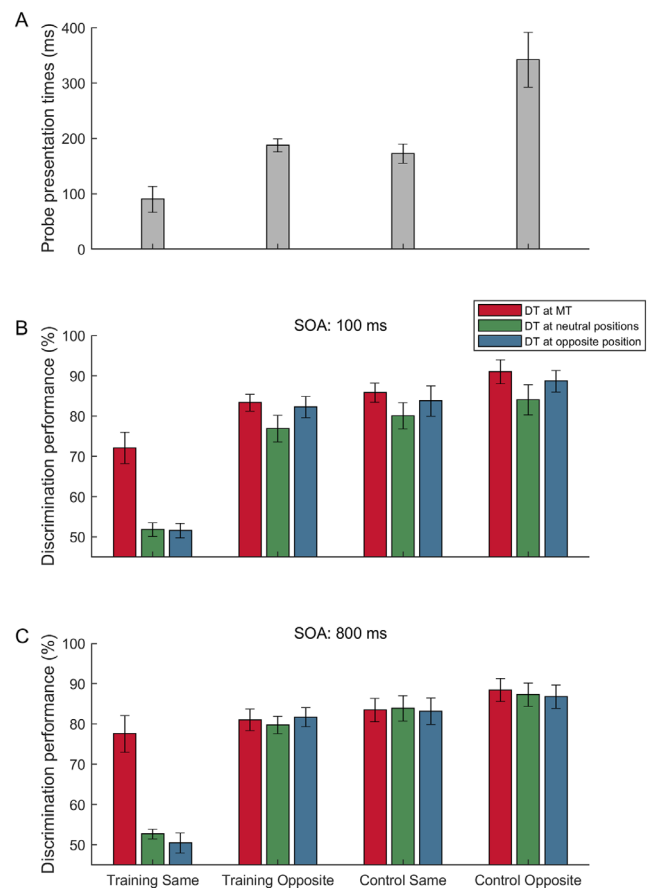 A
Probe presentation times (ms)
400
300
200
100
0
DT at MT
DT at neutral positions
DT at opposite position
B
SOA: 100 ms
Discrimination performance (%)
100
90
80
70
60
50
C
SOA: 800 ms
Discrimination performance (%)
100
90
80
70
60
50
Training Same Training Opposite Control Same Control Opposite